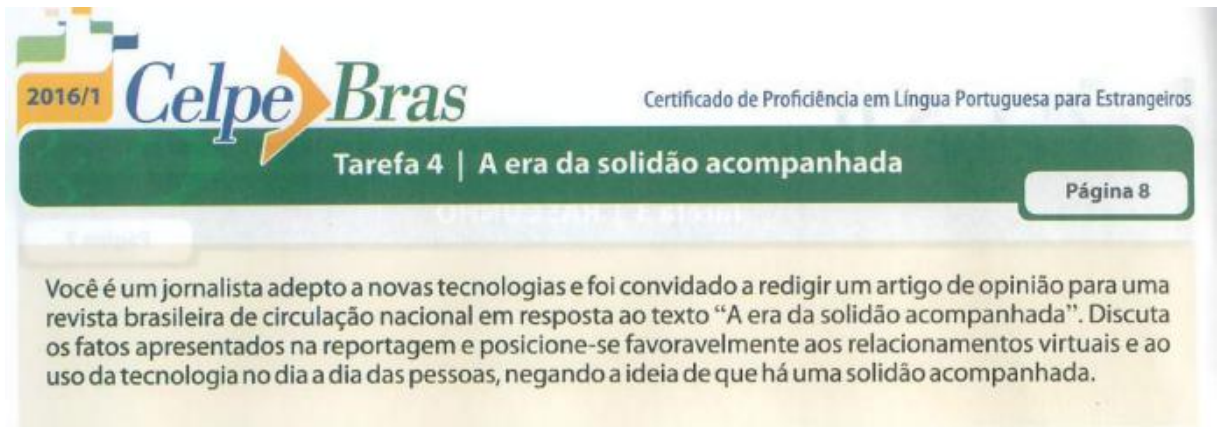 2016/1 Celpe Bras
Certificado de Proficiência em Língua Portuguesa para Estrangeiros
Tarefa 4 | A era da solidão acompanhada
Página 8
Você é um jornalista adepto a novas tecnologias e foi convidado a redigir um artigo de opinião para uma
revista brasileira de circulação nacional em resposta ao texto “A era da solidão acompanhada”. Discuta
os fatos apresentados na reportagem e posicione-se favoravelmente aos relacionamentos virtuais e ao
uso da tecnologia no dia a dia das pessoas, negando a ideia de que há uma solidão acompanhada.